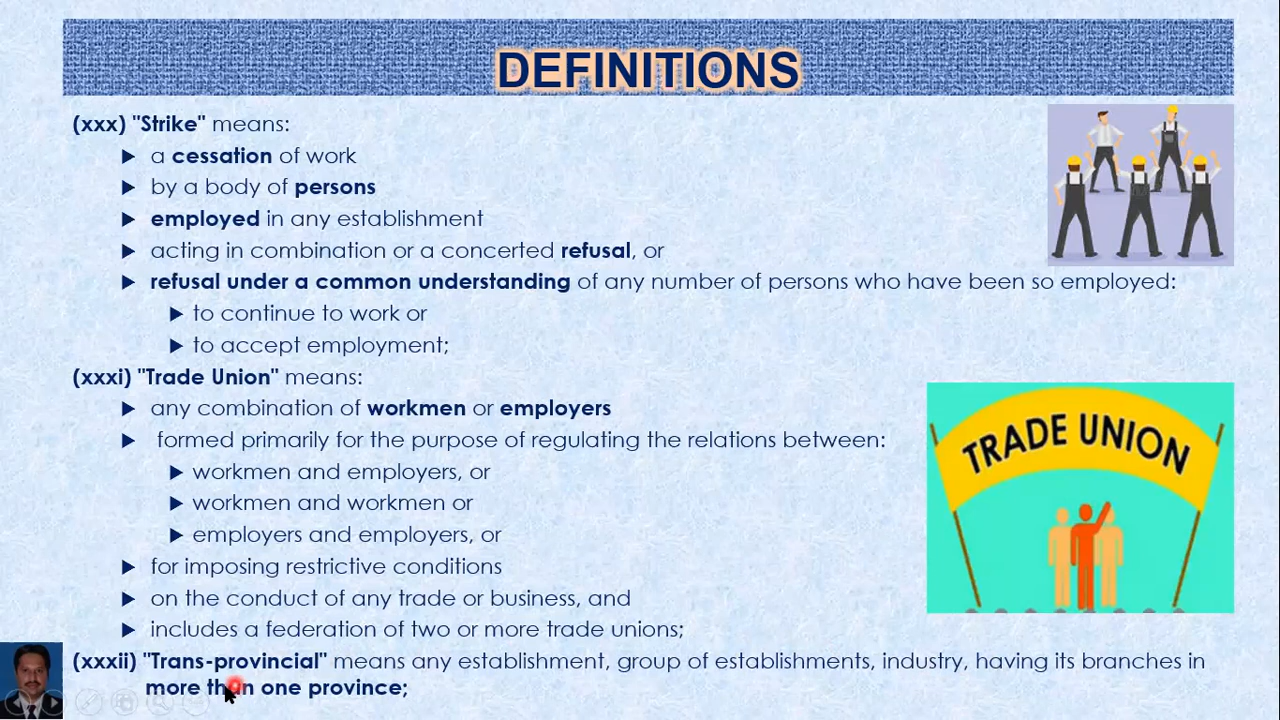 DEFINITIONS
(xxx) "Strike" means:
a cessation of work
by a body of persons
employed in any establishment
acting in combination or a concerted refusal, or
refusal under a common understanding of any number of persons who have been so employed:
to continue to work or
to accept employment;
(xxxi) "Trade Union" means:
any combination of workmen or employers
formed primarily for the purpose of regulating the relations between:
workmen and employers, or
workmen and workmen or
employers and employers, or
for imposing restrictive conditions
on the conduct of any trade or business, and
includes a federation of two or more trade unions;
TRADE UNION
(xxxii) "Trans-provincial" means any establishment, group of establishments, industry, having its branches in
more than one province;